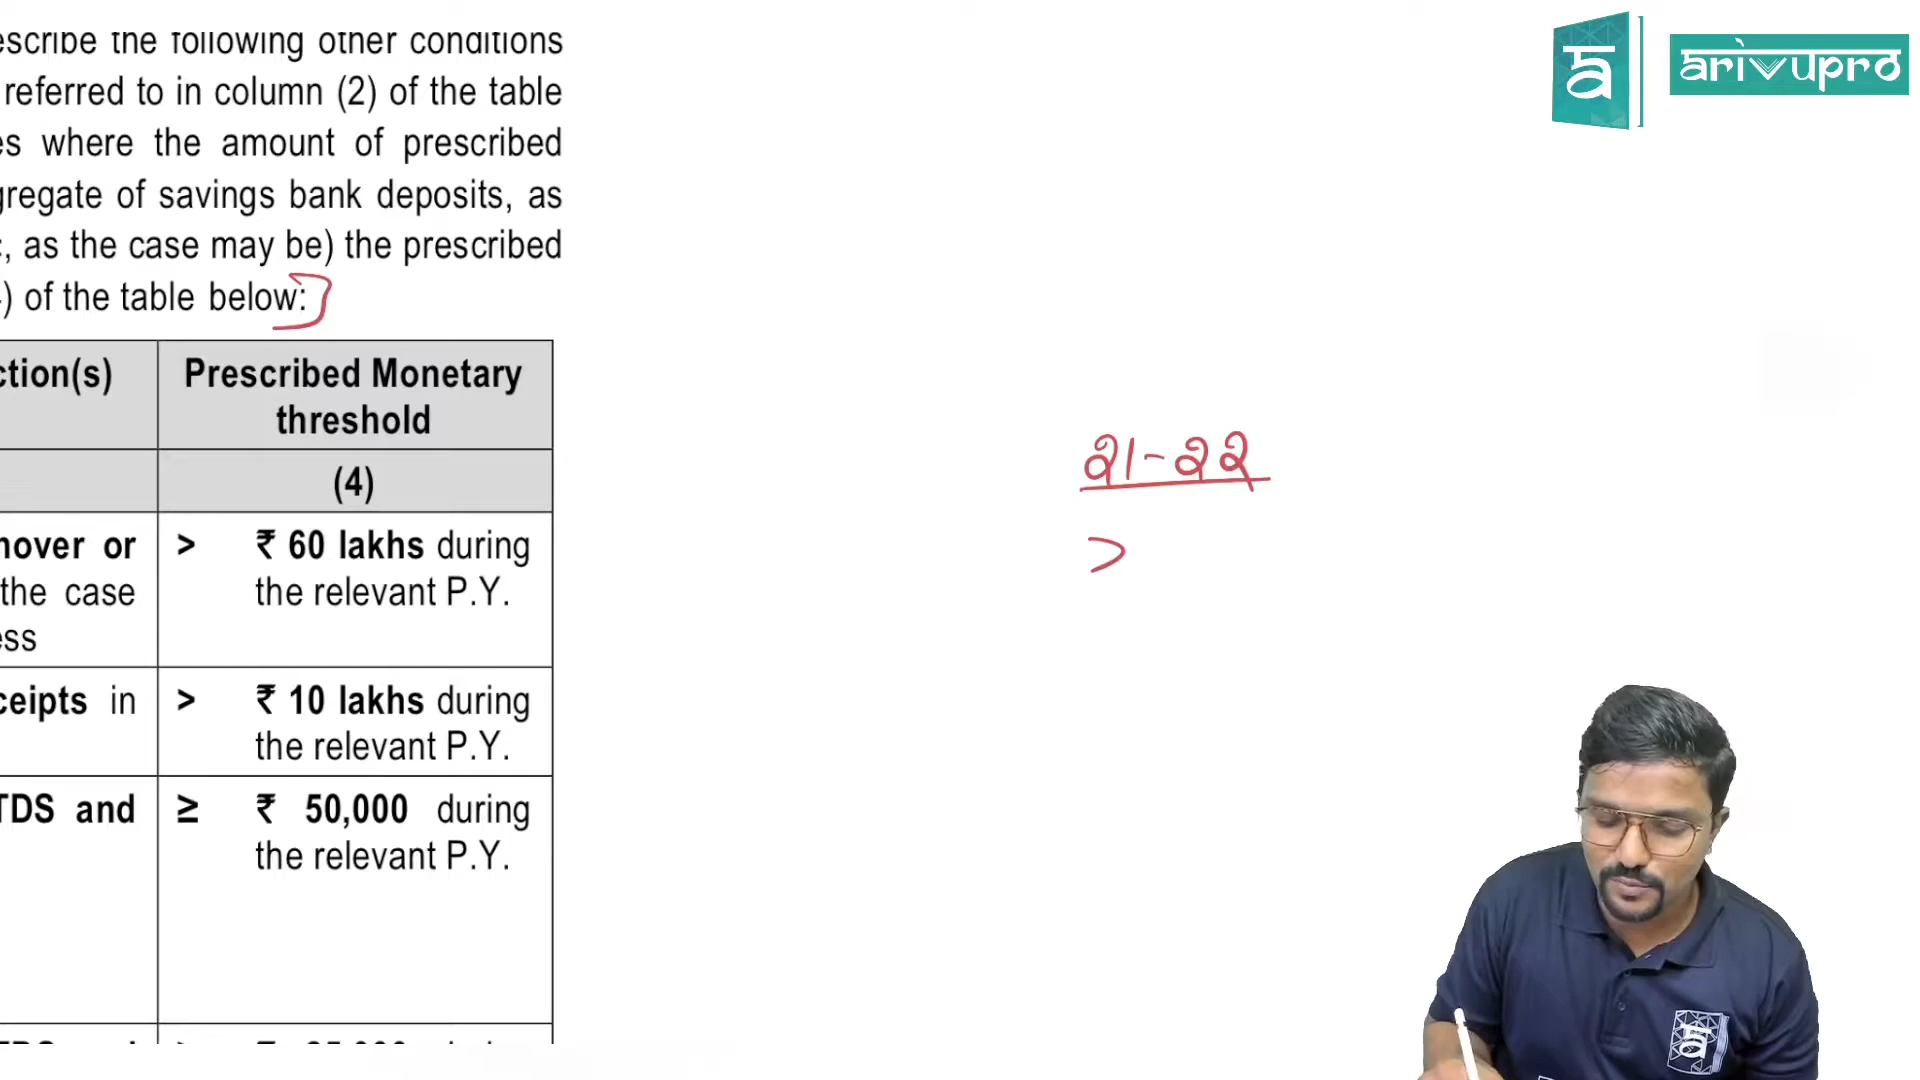 escribe the following other conditions
referred to in column (2) of the table
es where the amount of prescribed
gregate of savings bank deposits, as
, as the case may be) the prescribed
) of the table below:
ction(s) Prescribed Monetary
threshold
(4)
nover or > ₹ 60 lakhs during
the case the relevant P.Y.
ess
ceipts in > ₹ 10 lakhs during
the relevant P.Y.
TDS and ≥ ₹ 50,000 during
the relevant P.Y.
21-22
>
arivupro